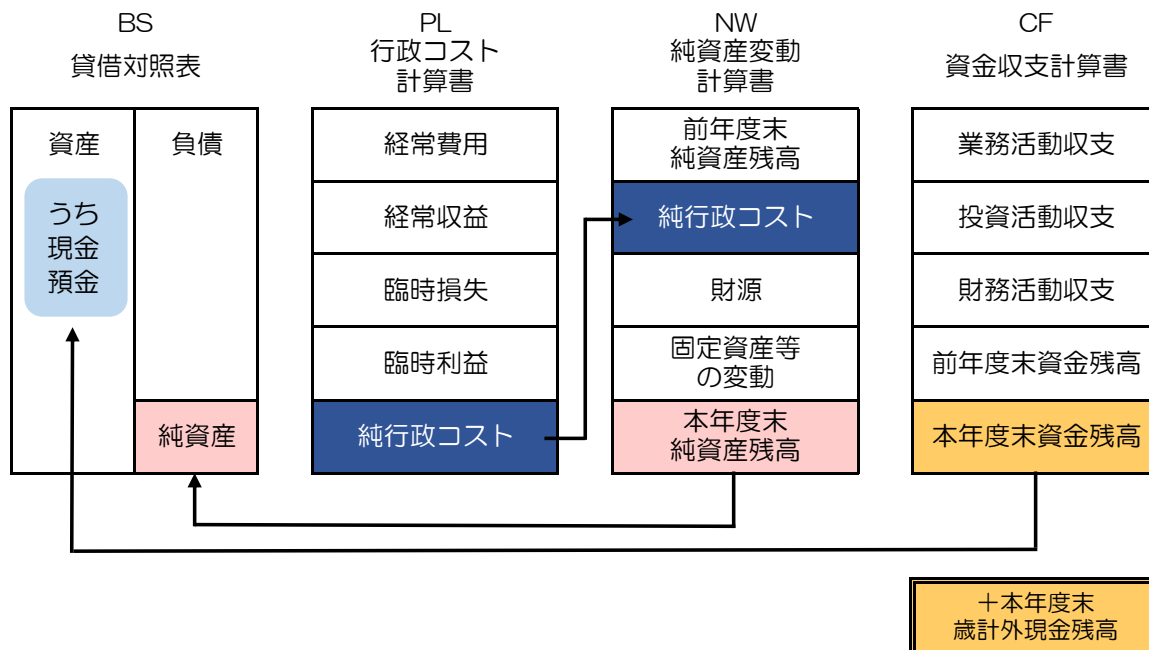 BS
貸借対照表
資産
負債
うち
現金
預金
純資産
PL
行政コスト
計算書
経常費用
経常収益
臨時損失
臨時利益
純行政コスト
NW
純資産変動
計算書
前年度末
純資産残高
純行政コスト
財源
固定資産等
の変動
本年度末
純資産残高
CF
資金収支計算書
業務活動収支
投資活動収支
財務活動収支
前年度末資金残高
本年度末資金残高
＋本年度末
歳計外現金残高